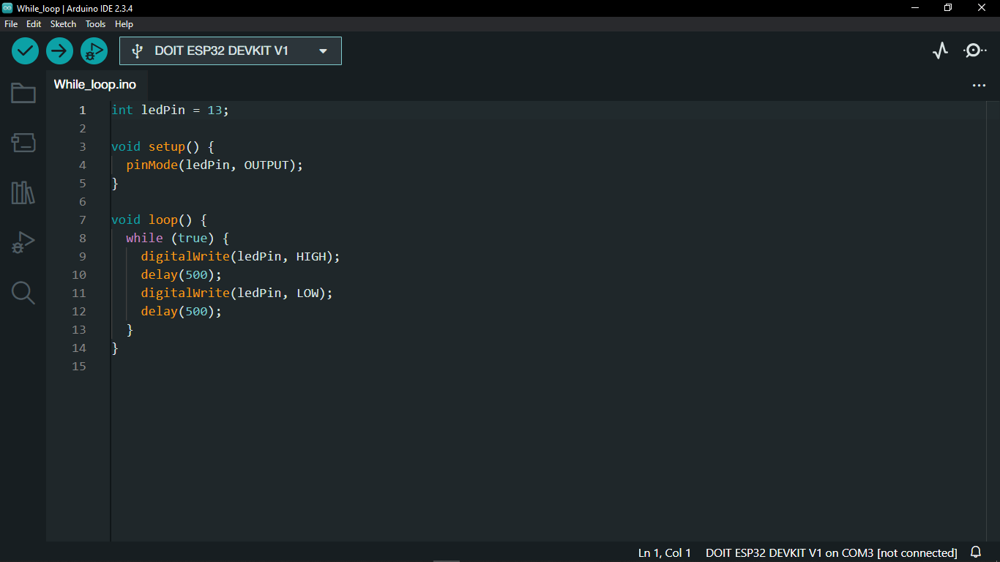 While_loop | Arduino IDE 2.3.4
File Edit Sketch Tools Help
DOIT ESP32 DEVKIT V1
While_loop.ino
1 int ledPin = 13;
2
3 void setup() {
4   pinMode(ledPin, OUTPUT);
5 }
6
7 void loop() {
8   while (true) {
9     digitalWrite(ledPin, HIGH);
10     delay(500);
11     digitalWrite(ledPin, LOW);
12     delay(500);
13   }
14 }
15
Ln 1, Col 1 DOIT ESP32 DEVKIT V1 on COM3 [not connected]